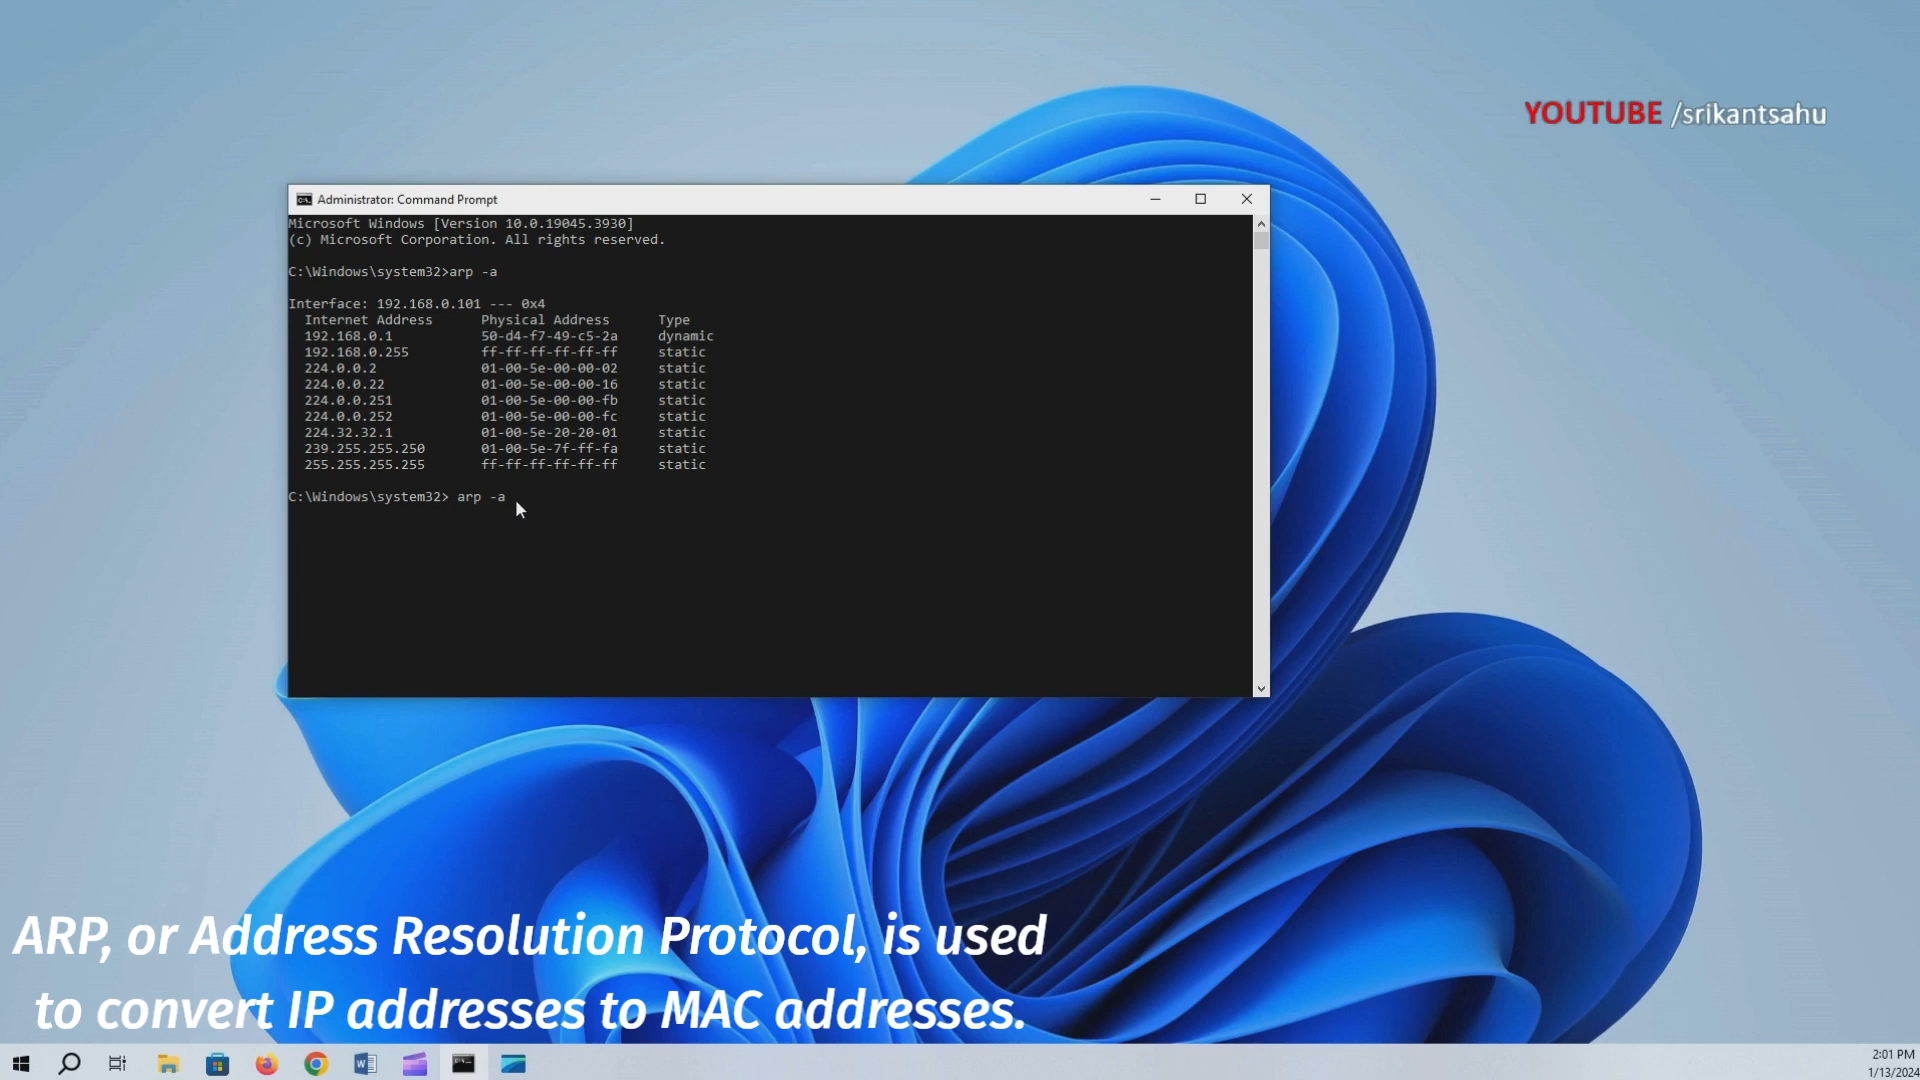 YOUTUBE /srikantsahu
Administrator: Command Prompt
Microsoft Windows [Version 10.0.19045.3930]
(c) Microsoft Corporation. All rights reserved.
C:\Windows\system32>arp -a
Interface: 192.168.0.101 --- 0x4
Internet Address Physical Address Type
192.168.0.1 50-d4-f7-49-c5-2a dynamic
192.168.0.255 ff-ff-ff-ff-ff-ff static
224.0.0.2 01-00-5e-00-00-02 static
224.0.0.22 01-00-5e-00-00-16 static
224.0.0.251 01-00-5e-00-00-fb static
224.0.0.252 01-00-5e-00-00-fc static
224.32.32.1 01-00-5e-20-20-01 static
239.255.255.250 01-00-5e-7f-ff-fa static
255.255.255.255 ff-ff-ff-ff-ff-ff static
C:\Windows\system32> arp -a
ARP, or Address Resolution Protocol, is used
to convert IP addresses to MAC addresses.
2:01 PM
1/13/2024